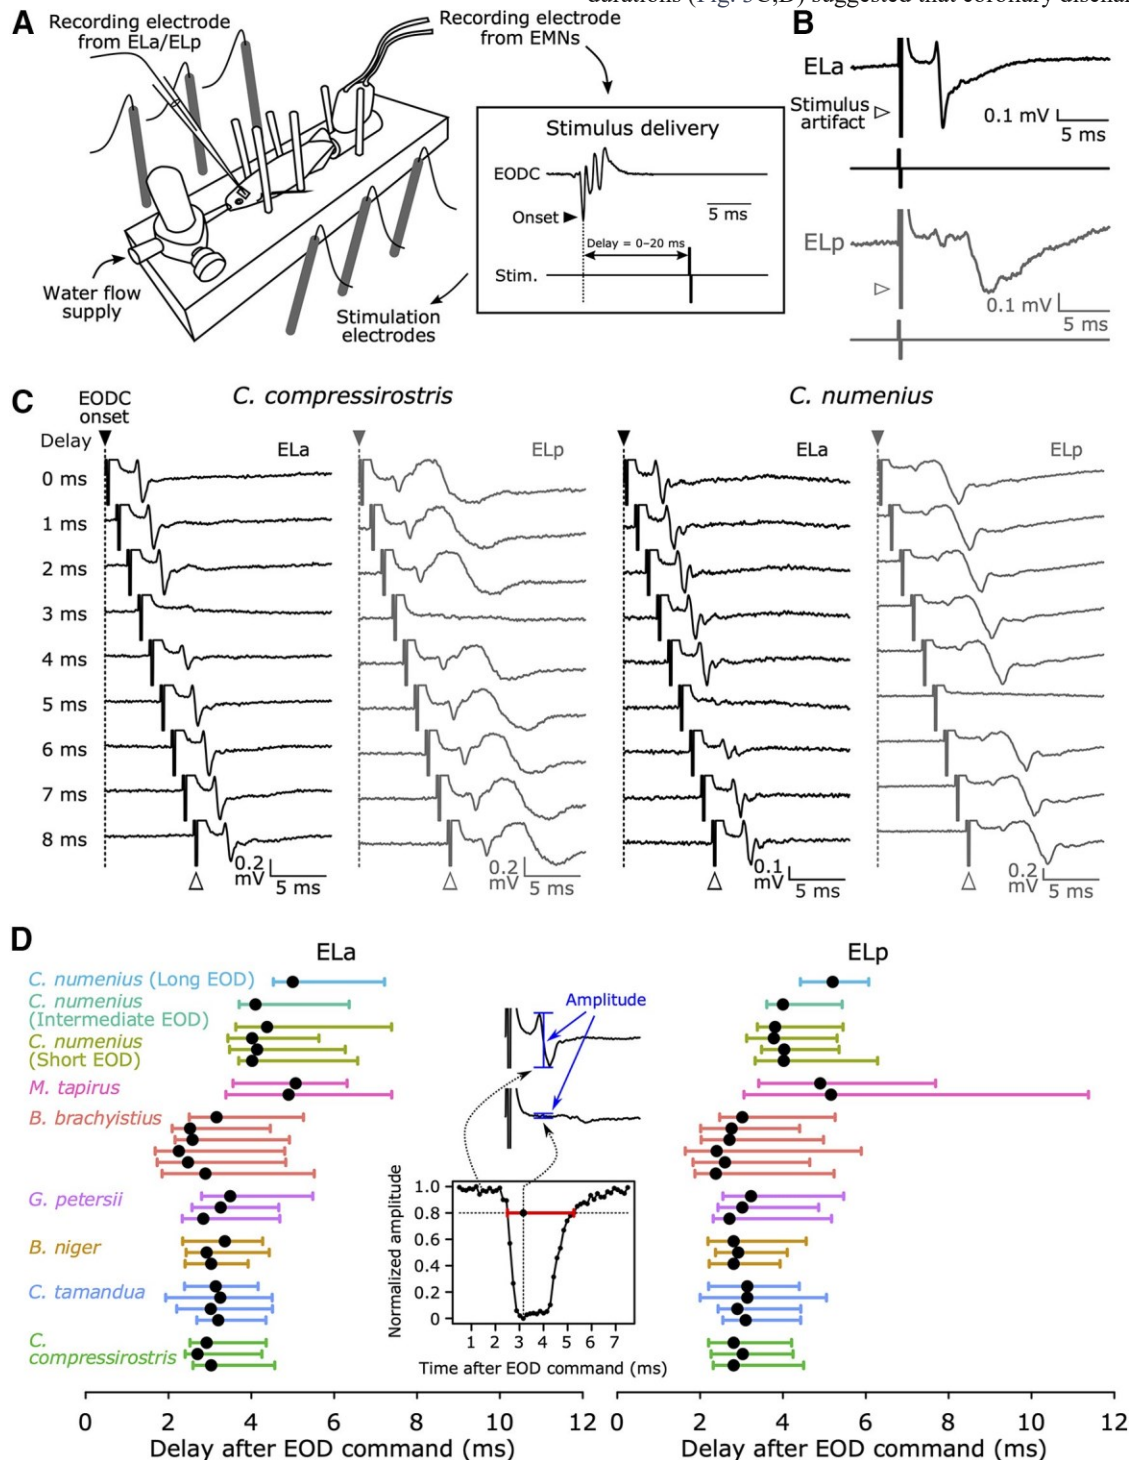 durations (Fig. 3C,D) suggested that coronary dischar
A
Recording electrode
from ELa/ELp
Recording electrode
from EMNs
Water flow
supply
Stimulation
electrodes
Stimulus delivery
EODC
5 ms
Onset
Delay = 0–20 ms
Stim.
B
ELa
Stimulus
artifact
0.1 mV
5 ms
ELp
0.1 mV
5 ms
C
EODC
onset
C. compressirostris
C. numenius
Delay
ELa
ELp
ELa
ELp
0 ms
1 ms
2 ms
3 ms
4 ms
5 ms
6 ms
7 ms
8 ms
0.2
mV
5 ms
0.2
mV
5 ms
0.1
mV
5 ms
0.2
mV
5 ms
D
ELa
ELp
C. numenius (Long EOD)
C. numenius
(Intermediate EOD)
C. numenius
(Short EOD)
M. tapirus
B. brachyistius
G. petersii
B. niger
C. tamandua
C.
compressirostris
Amplitude
Normalized amplitude
1.0
0.8
0.6
0.4
0.2
0
1 2 3 4 5 6 7
Time after EOD command (ms)
0 2 4 6 8 10 12
Delay after EOD command (ms)
0 2 4 6 8 10 12
Delay after EOD command (ms)